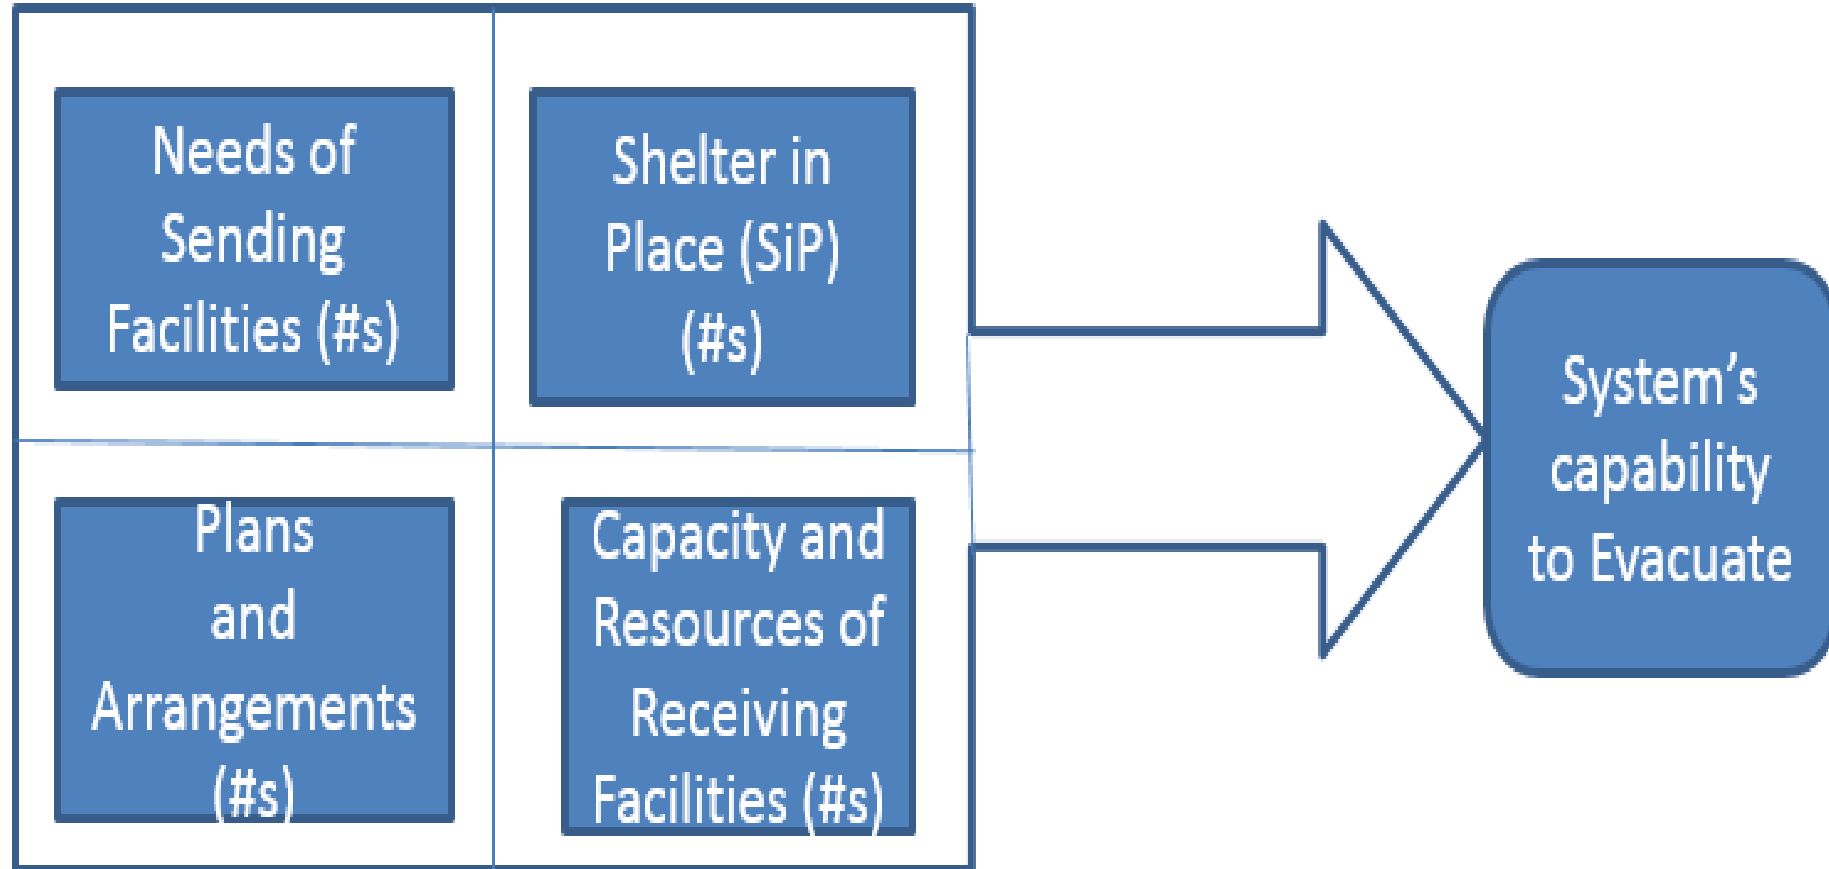 Needs of
Sending
Facilities (#s)
Shelter in
Place (SiP)
(#s)
Plans
and
Arrangements
(#s)
Capacity and
Resources of
Receiving
Facilities (#s)
System’s
capability
to Evacuate